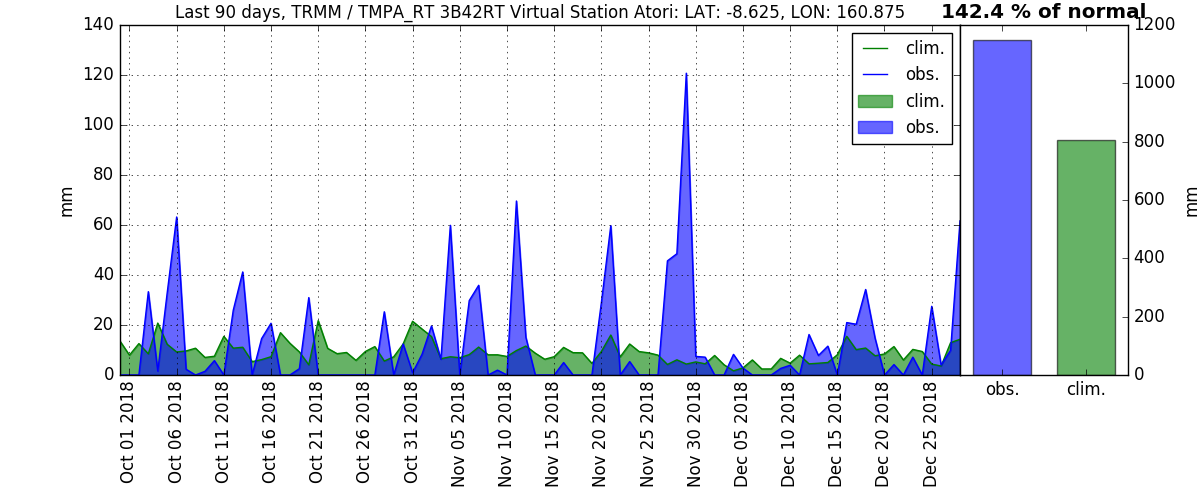 Last 90 days, TRMM / TMPA_RT 3B42RT Virtual Station Atori: LAT: -8.625, LON: 160.875
142.4 % of normal
140
120
100
80
60
40
20
0
mm
clim.
obs.
clim.
obs.
Oct 01 2018
Oct 06 2018
Oct 11 2018
Oct 16 2018
Oct 21 2018
Oct 26 2018
Oct 31 2018
Nov 05 2018
Nov 10 2018
Nov 15 2018
Nov 20 2018
Nov 25 2018
Nov 30 2018
Dec 05 2018
Dec 10 2018
Dec 15 2018
Dec 20 2018
Dec 25 2018
1200
1000
800
600
400
200
0
mm
obs.
clim.